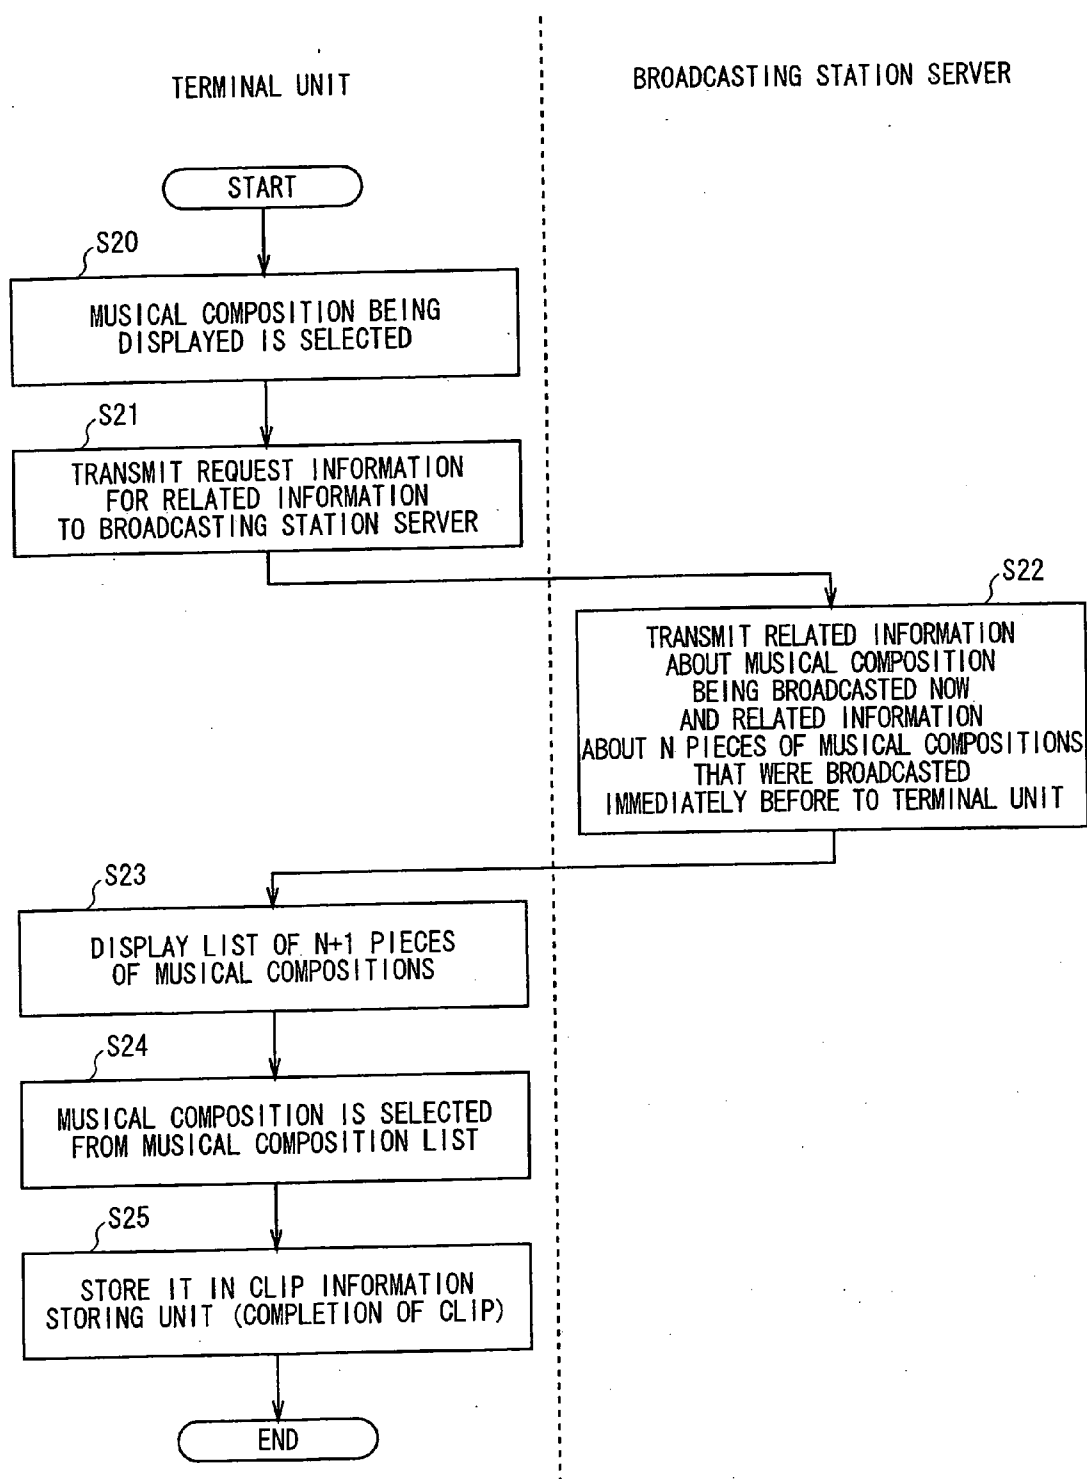 TERMINAL UNIT
BROADCASTING STATION SERVER
START
S20
MUSICAL COMPOSITION BEING
DISPLAYED IS SELECTED
S21
TRANSMIT REQUEST INFORMATION
FOR RELATED INFORMATION
TO BROADCASTING STATION SERVER
S22
TRANSMIT RELATED INFORMATION
ABOUT MUSICAL COMPOSITION
BEING BROADCASTED NOW
AND RELATED INFORMATION
ABOUT N PIECES OF MUSICAL COMPOSITIONS
THAT WERE BROADCASTED
IMMEDIATELY BEFORE TO TERMINAL UNIT
S23
DISPLAY LIST OF N+1 PIECES
OF MUSICAL COMPOSITIONS
S24
MUSICAL COMPOSITION IS SELECTED
FROM MUSICAL COMPOSITION LIST
S25
STORE IT IN CLIP INFORMATION
STORING UNIT (COMPLETION OF CLIP)
END